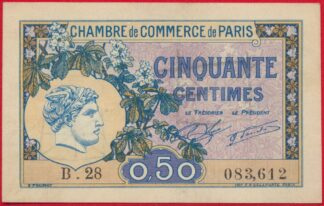 CHAMBRE DE COMMERCE DE PARIS
CINQUANTE
CENTIMES
LE TRÉSORIER LE PRÉSIDENT
B.28
0,50
083,612